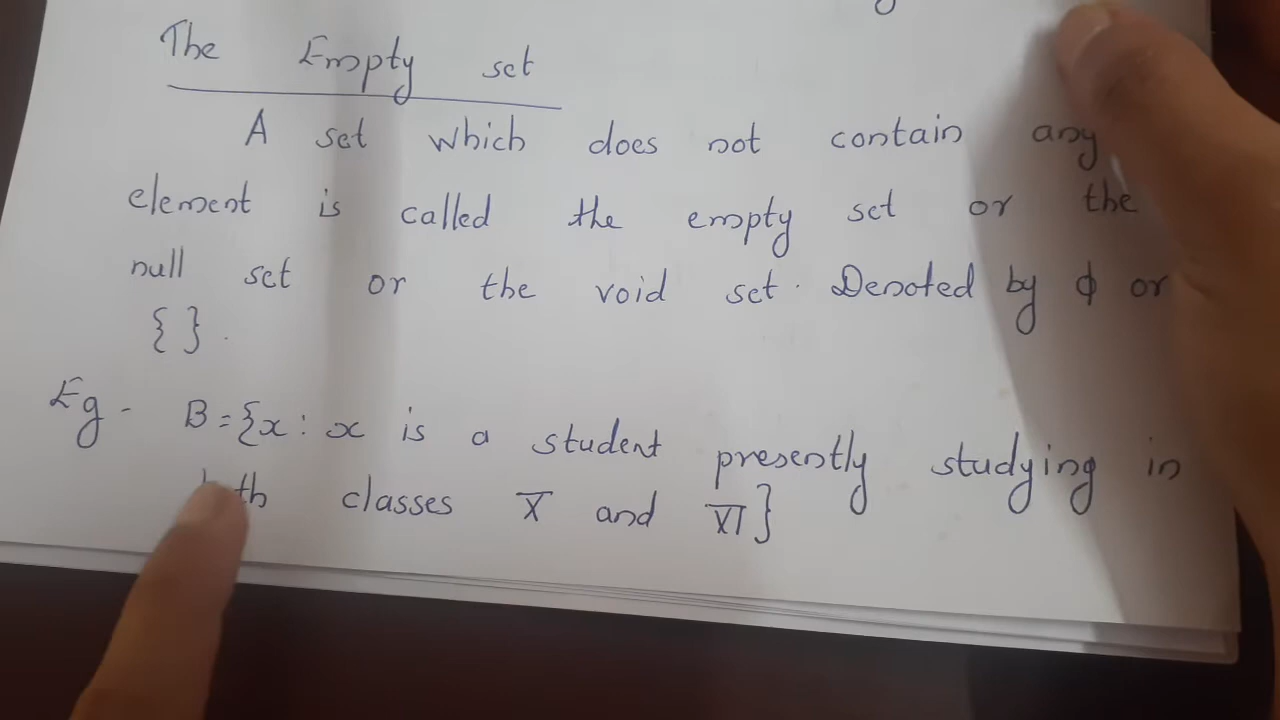 The Empty set
A set which does not contain any
element is called the empty set or the
null set or the void set. Denoted by ϕ or
{ }.
Eg - B = {x : x is a student presently studying in
classes X and XI}